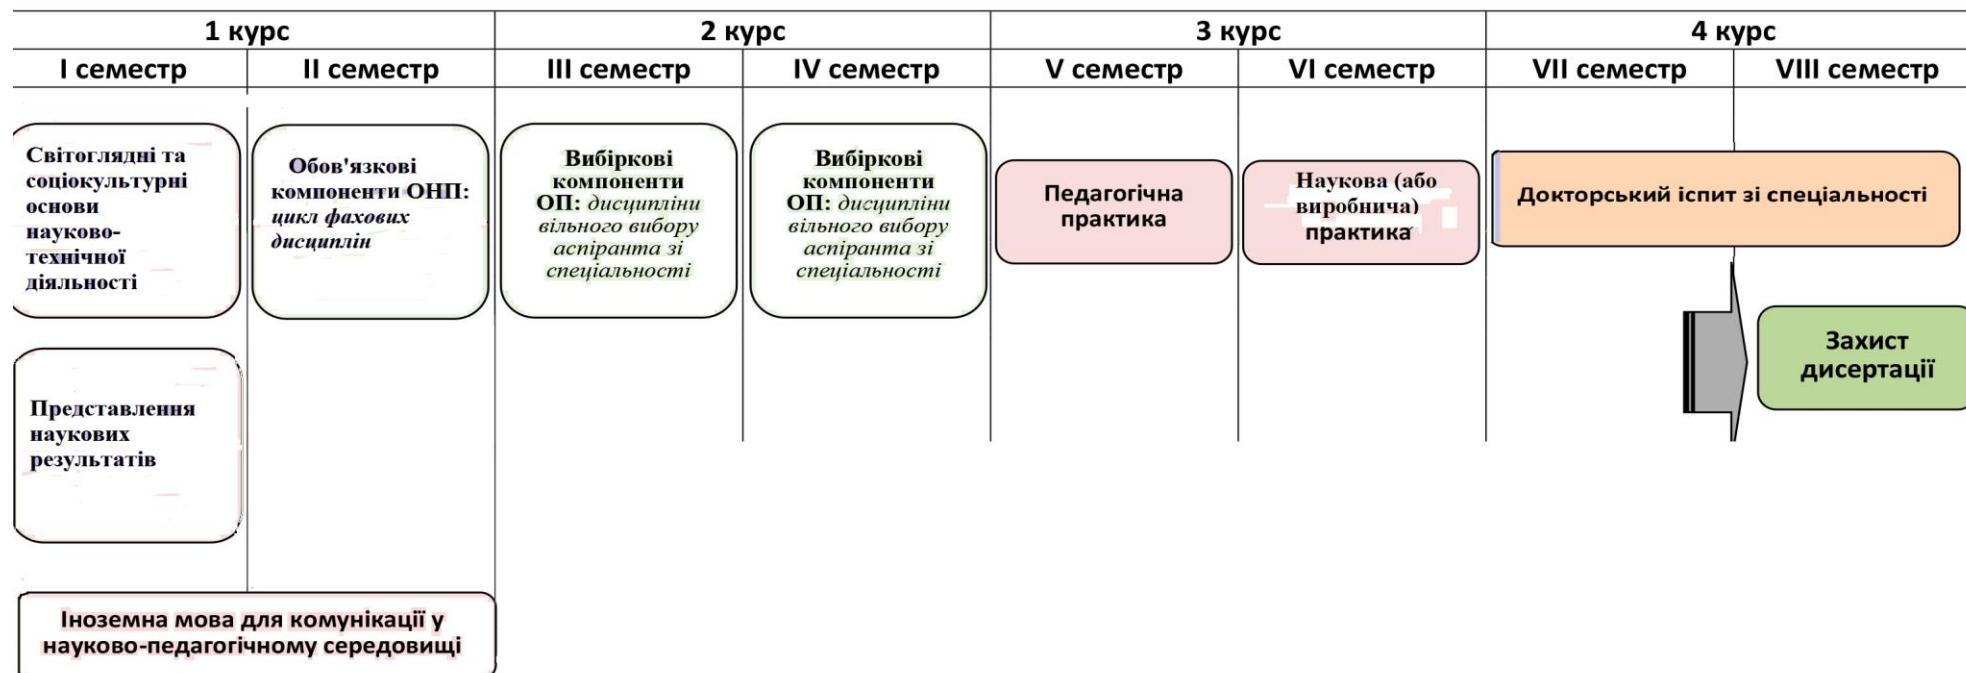 1 курс
2 курс
3 курс
4 курс
I семестр
II семестр
III семестр
IV семестр
V семестр
VI семестр
VII семестр
VIII семестр
Світоглядні та
соціокультурні
основи
науково-
технічної
діяльності
Обов'язкові
компоненти ОНП:
цикл фахових
дисциплін
Вибіркові
компоненти
ОП: дисципліни
вільного вибору
аспіранта зі
спеціальності
Вибіркові
компоненти
ОП: дисципліни
вільного вибору
аспіранта зі
спеціальності
Педагогічна
практика
Наукова (або
виробнича)
практика
Докторський іспит зі спеціальності
Захист
дисертації
Представлення
наукових
результатів
Іноземна мова для комунікації у
науково-педагогічному середовищі